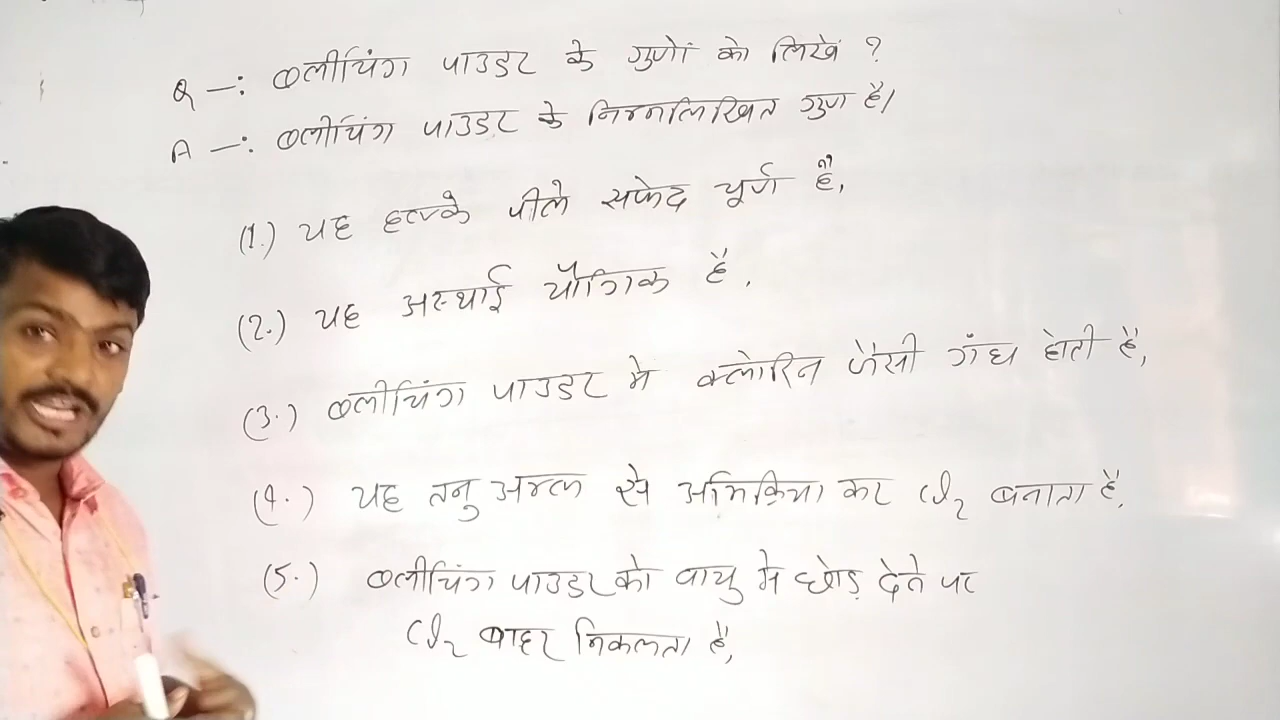 Q —: ब्लीचिंग पाउडर के गुणों को लिखें ?
A —: ब्लीचिंग पाउडर के निम्नलिखित गुण है।
(1.) यह हल्के पीले सफेद चूर्ण है,
(2.) यह अस्थाई यौगिक है .
(3.) ब्लीचिंग पाउडर मे क्लोरिन जैसी गंध होती है,
(4.) यह तनु अम्ल से अभिक्रिया कर Cl₂ बनाता है.
(5.) ब्लीचिंग पाउडर को वायु मे छोड़ देने पर
Cl₂ बाहर निकलता है,